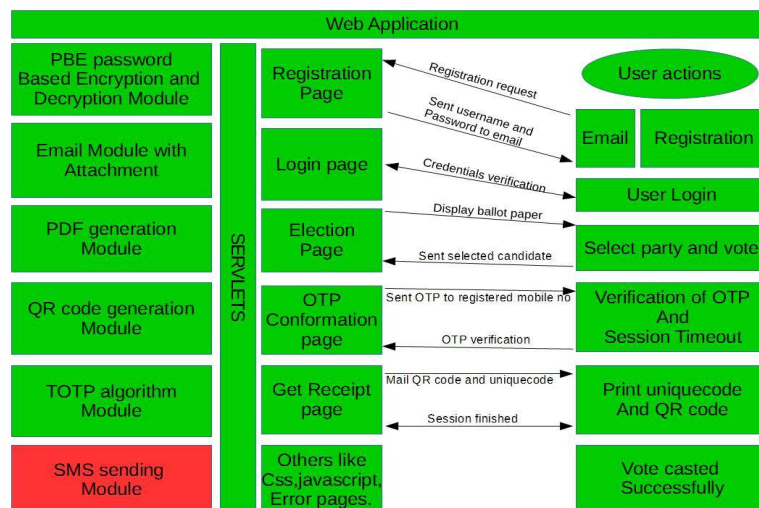 Web Application
PBE password
Based Encryption and
Decryption Module
Email Module with
Attachment
PDF generation
Module
QR code generation
Module
TOTP algorithm
Module
SMS sending
Module
SERVLETS
Registration
Page
Login page
Election
Page
OTP
Conformation
page
Get Receipt
page
Others like
Css,javascript,
Error pages.
Registration request
Sent username and
Password to email
Credentials verification
Display ballot paper
Sent selected candidate
Sent OTP to registered mobile no
OTP verification
Mail QR code and uniquecode
Session finished
User actions
Email
Registration
User Login
Select party and vote
Verification of OTP
And
Session Timeout
Print uniquecode
And QR code
Vote casted
Successfully